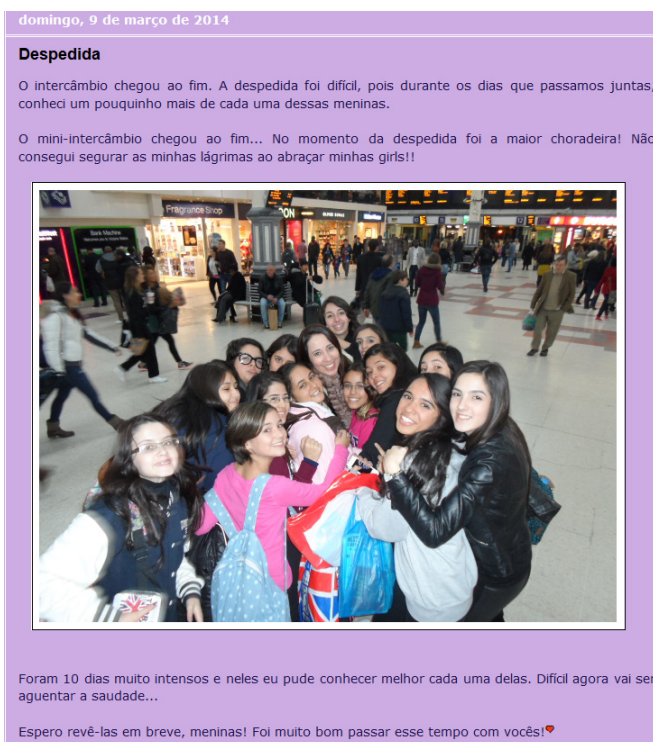 domingo, 9 de março de 2014
Despedida
O intercâmbio chegou ao fim. A despedida foi difícil, pois durante os dias que passamos juntas,
conheci um pouquinho mais de cada uma dessas meninas.
O mini-intercâmbio chegou ao fim... No momento da despedida foi a maior choradeira! Não
consegui segurar as minhas lágrimas ao abraçar minhas girls!!
Fragrance Shop
Bank Machine
Foram 10 dias muito intensos e neles eu pude conhecer melhor cada uma delas. Difícil agora vai ser
aguentar a saudade...
Espero revê-las em breve, meninas! Foi muito bom passar esse tempo com vocês!